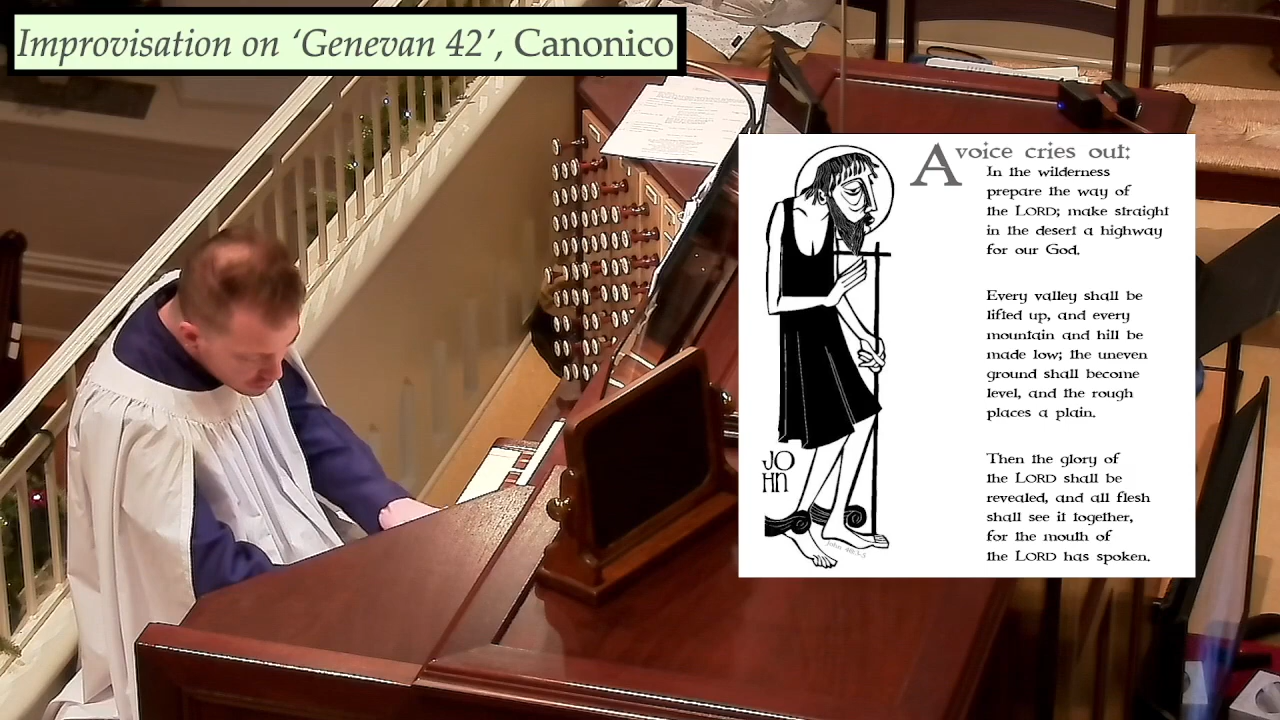 Improvisation on ‘Genevan 42’, Canonico
A voice cries out:
In the wilderness
prepare the way of
the LORD; make straight
in the desert a highway
for our God.
Every valley shall be
lifted up, and every
mountain and hill be
made low; the uneven
ground shall become
level, and the rough
places a plain.
Then the glory of
the LORD shall be
revealed, and all flesh
shall see it together,
for the mouth of
the LORD has spoken.
JO
HN